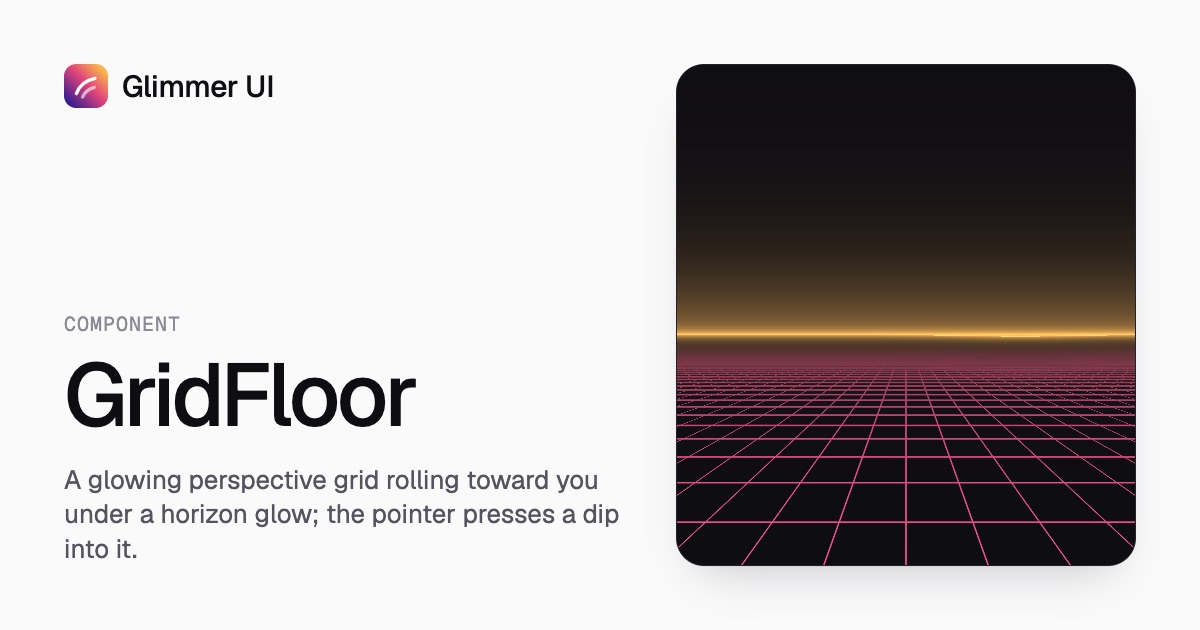 Glimmer UI
COMPONENT
GridFloor
A glowing perspective grid rolling toward you
under a horizon glow; the pointer presses a dip
into it.